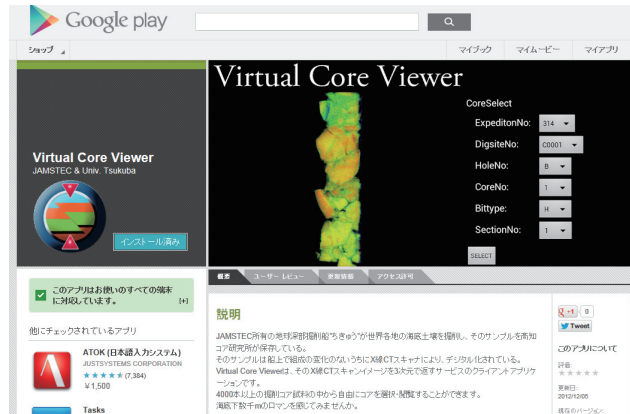 Google play
ショップ
マイブック マイムービー マイアプリ
Virtual Core Viewer
JAMSTEC & Univ. Tsukuba
インストール済み
Virtual Core Viewer
CoreSelect
ExpeditonNo: 314
DigsiteNo: C0001
HoleNo: B
CoreNo: 1
Bittype: H
SectionNo: 1
SELECT
このアプリはお使いのすべての端末
に対応しています。 [+]
他にチェックされているアプリ
ATOK (日本語入力システム)
JUSTSYSTEMS CORPORATION
(7,384)
¥1,500
Tasks
概要 ユーザー レビュー 更新情報 アクセス許可
説明
JAMSTEC所有の地球深部掘削船"ちきゅう"が世界各地の海底土壌を掘削し、そのサンプルを高知
コア研究所が保存している。
そのサンプルは船上で組成の変化のないうちにX線CTスキャナにより、デジタル化されている。
Virtual Core Viewerは、そのX線CTスキャンイメージを3次元で返すサービスのクライアントアプリケ
ーションです。
4000本以上の掘削コア試料の中から自由にコアを選択・閲覧することができます。
海底下数千mのロマンを感じてみませんか。
+1 0
Tweet
このアプリについて
評価:
更新日:
2012/12/05
現在のバージョン: